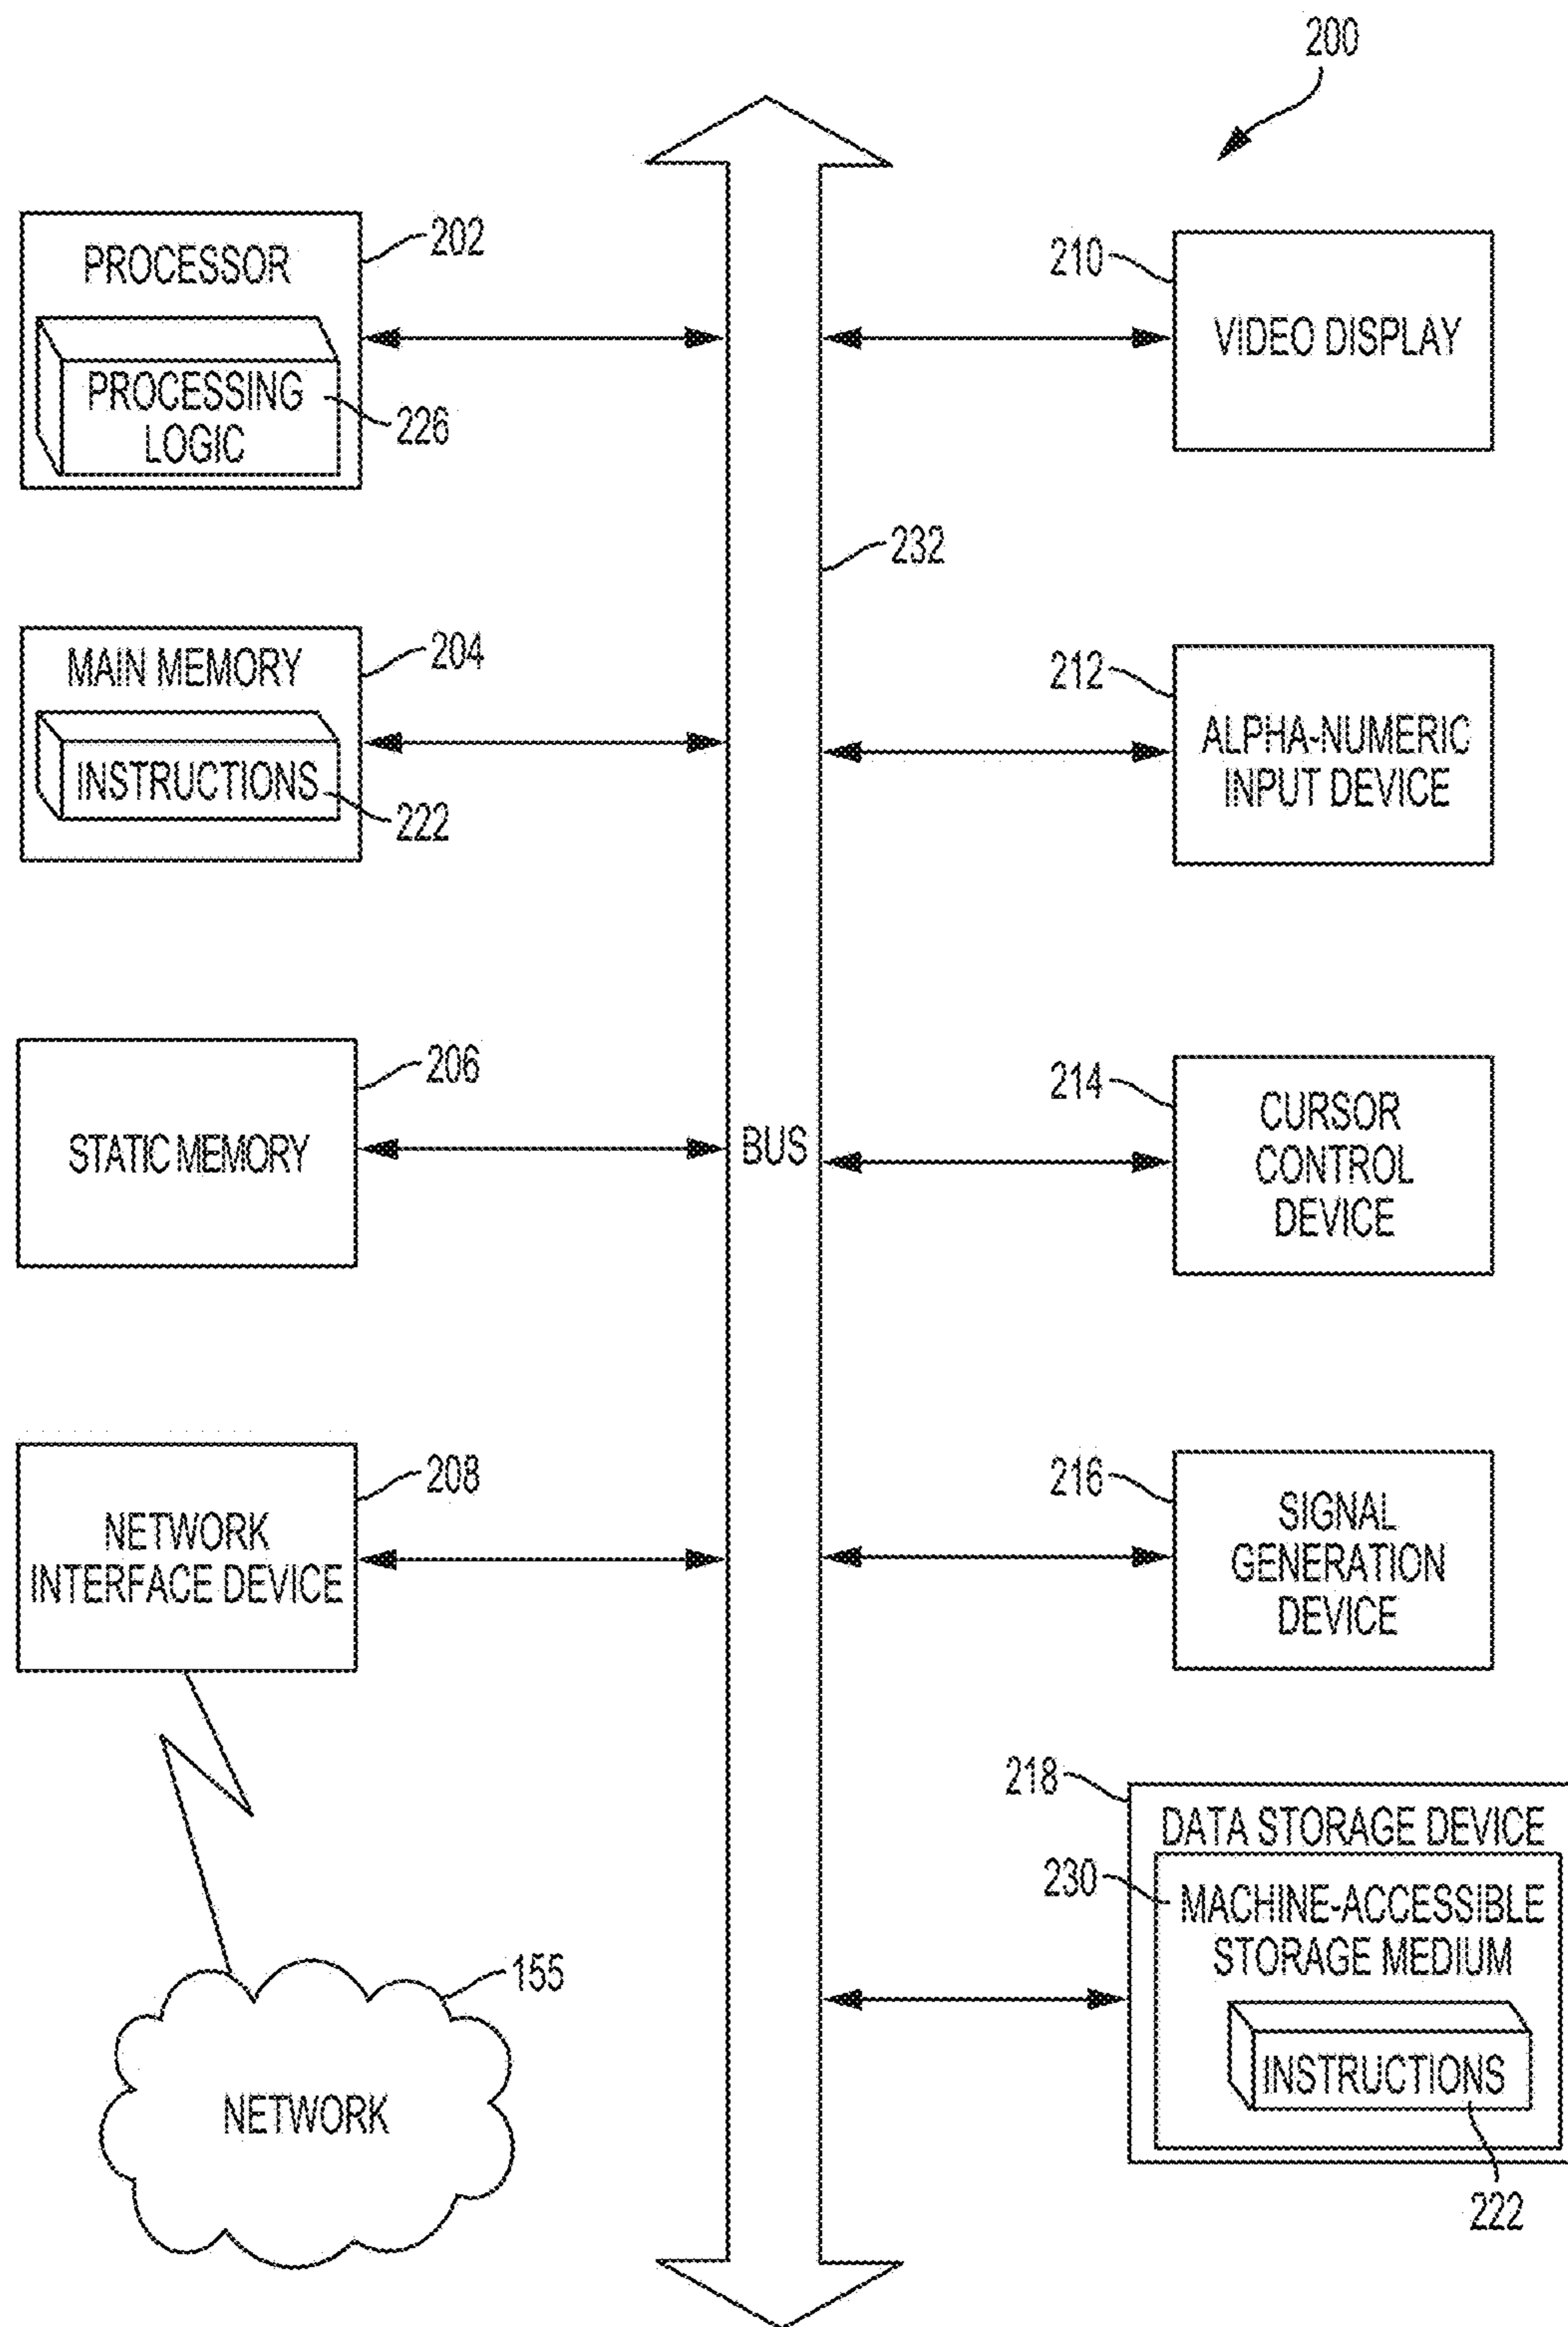 200
PROCESSOR
202
PROCESSING
LOGIC
226
210
VIDEO DISPLAY
232
MAIN MEMORY
204
INSTRUCTIONS
222
212
ALPHA-NUMERIC
INPUT DEVICE
STATIC MEMORY
206
BUS
214
CURSOR
CONTROL
DEVICE
NETWORK
INTERFACE DEVICE
208
216
SIGNAL
GENERATION
DEVICE
218
DATA STORAGE DEVICE
230
MACHINE-ACCESSIBLE
STORAGE MEDIUM
INSTRUCTIONS
222
155
NETWORK